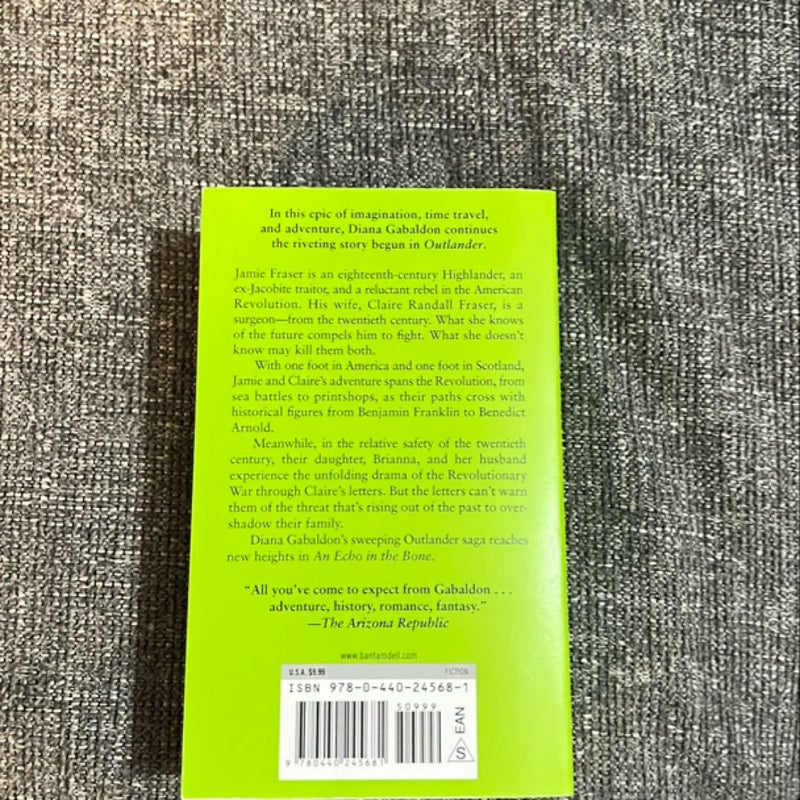 In this epic of imagination, time travel,
and adventure, Diana Gabaldon continues
the riveting story begun in Outlander.
Jamie Fraser is an eighteenth-century Highlander, an
ex-Jacobite traitor, and a reluctant rebel in the American
Revolution. His wife, Claire Randall Fraser, is a
surgeon—from the twentieth century. What she knows
of the future compels him to fight. What she doesn't
know may kill them both.
With one foot in America and one foot in Scotland,
Jamie and Claire's adventure spans the Revolution, from
sea battles to printshops, as their paths cross with
historical figures from Benjamin Franklin to Benedict
Arnold.
Meanwhile, in the relative safety of the twentieth
century, their daughter, Brianna, and her husband
experience the unfolding drama of the Revolutionary
War through Claire's letters. But the letters can't warn
them of the threat that's rising out of the past to over-
shadow their family.
Diana Gabaldon's sweeping Outlander saga reaches
new heights in An Echo in the Bone.
"All you've come to expect from Gabaldon . . .
adventure, history, romance, fantasy."
—The Arizona Republic
www.bantamdell.com
U.S.A. $9.99 FICTION
ISBN 978-0-440-24568-1
50999
9 780440 245681
EAN
S